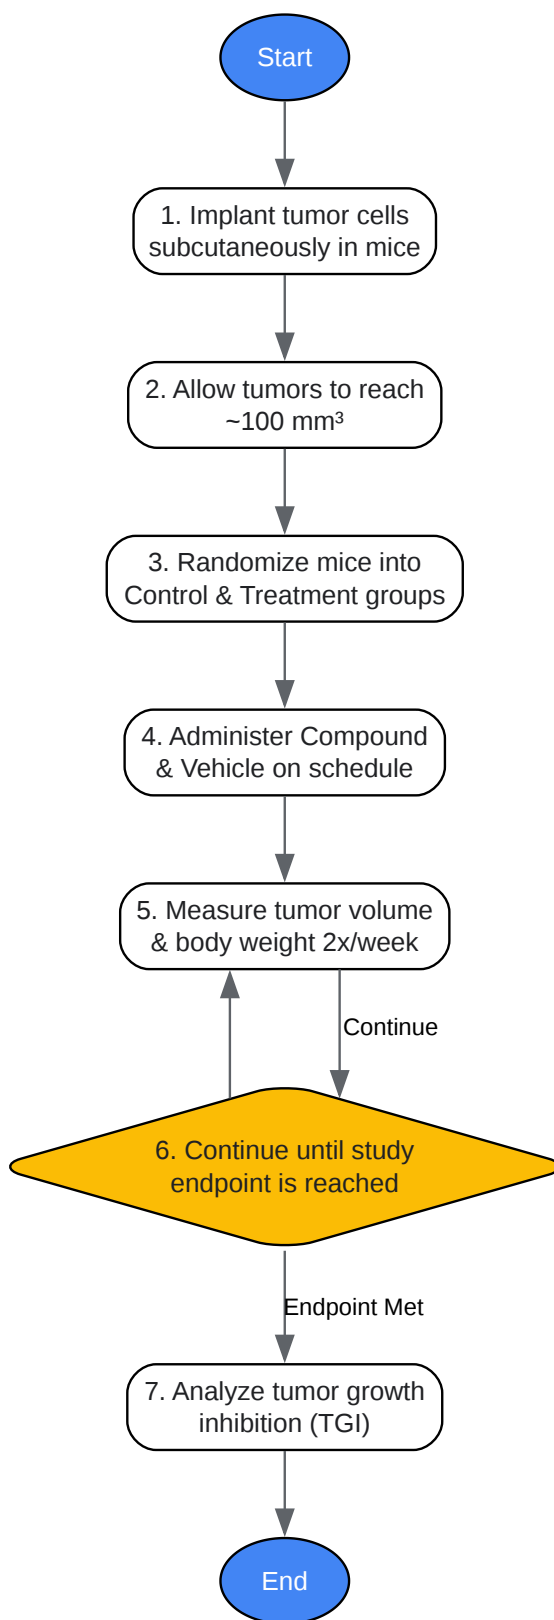 Start
1. Implant tumor cells
subcutaneously in mice
2. Allow tumors to reach
~100 mm³
3. Randomize mice into
Control & Treatment groups
4. Administer Compound
& Vehicle on schedule
5. Measure tumor volume
& body weight 2x/week
Continue
6. Continue until study
endpoint is reached
Endpoint Met
7. Analyze tumor growth
inhibition (TGI)
End